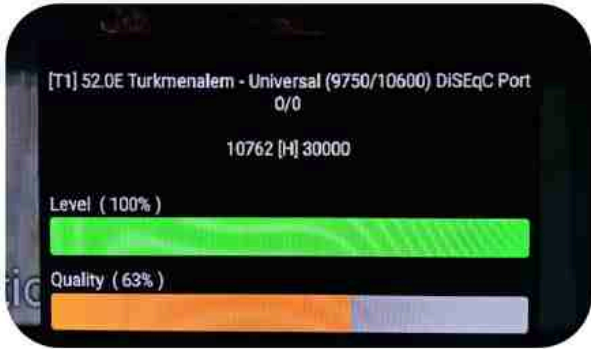 [T1] 52.0E Turkmenalem - Universal (9750/10600) DiSEqC Port
0/0
10762 [H] 30000
Level ( 100% )
Quality ( 63% )